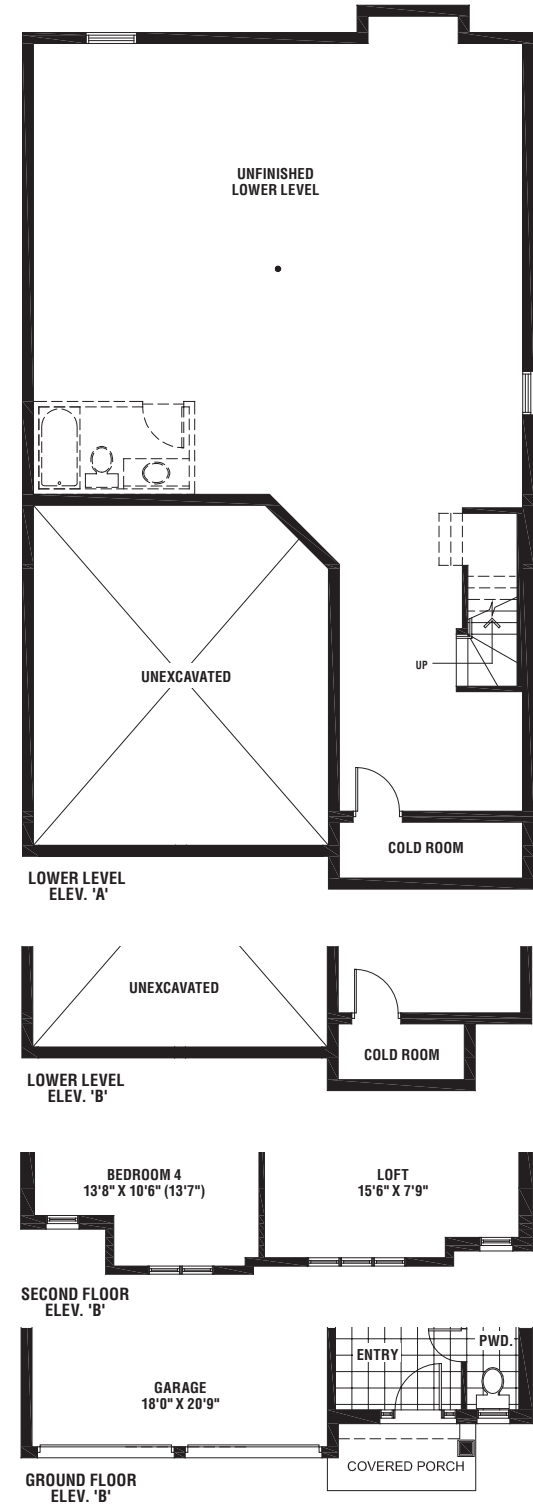 UNFINISHED
LOWER LEVEL
UP
UNEXCAVATED
COLD ROOM
LOWER LEVEL
ELEV. 'A'
UNEXCAVATED
COLD ROOM
LOWER LEVEL
ELEV. 'B'
BEDROOM 4
13'8" X 10'6" (13'7")
LOFT
15'6" X 7'9"
SECOND FLOOR
ELEV. 'B'
ENTRY
PWD.
GARAGE
18'0" X 20'9"
COVERED PORCH
GROUND FLOOR
ELEV. 'B'